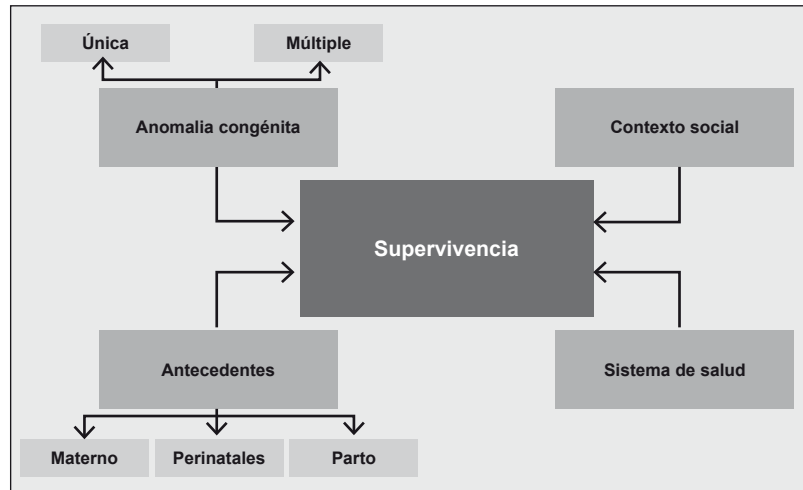 Única
Múltiple
Anomalia congénita
Contexto social
Supervivencia
Antecedentes
Sistema de salud
Materno
Perinatales
Parto